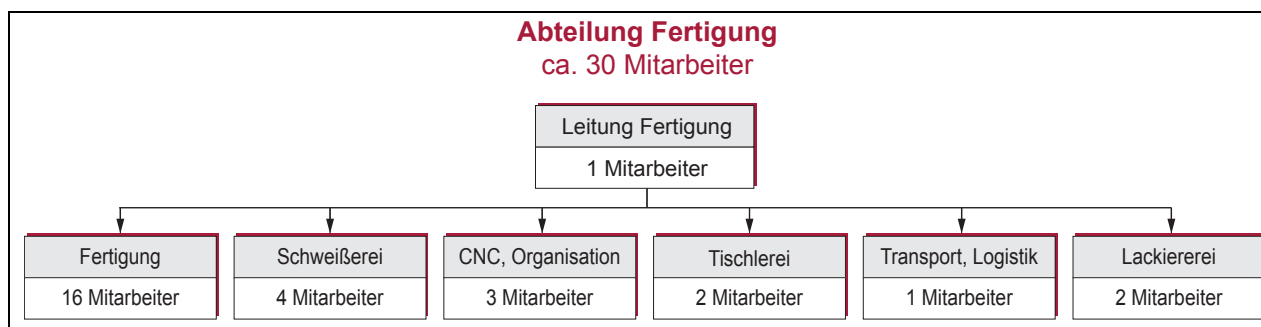 Abteilung Fertigung
ca. 30 Mitarbeiter
Leitung Fertigung
1 Mitarbeiter
Fertigung
16 Mitarbeiter
Schweißerei
4 Mitarbeiter
CNC, Organisation
3 Mitarbeiter
Tischlerei
2 Mitarbeiter
Transport, Logistik
1 Mitarbeiter
Lackiererei
2 Mitarbeiter